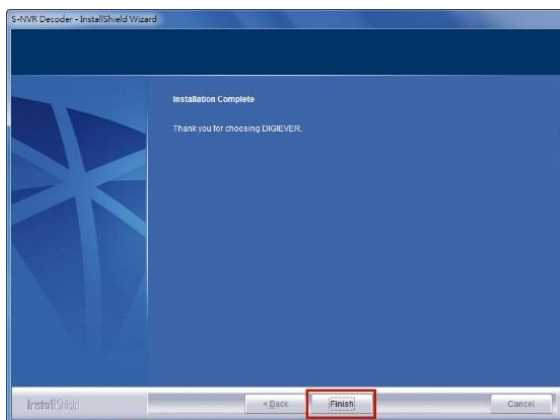 S-NVR Decoder - InstallShield Wizard
Installation Complete
Thank you for choosing DIGIEVER.
InstallShield
< Back
Finish
Cancel